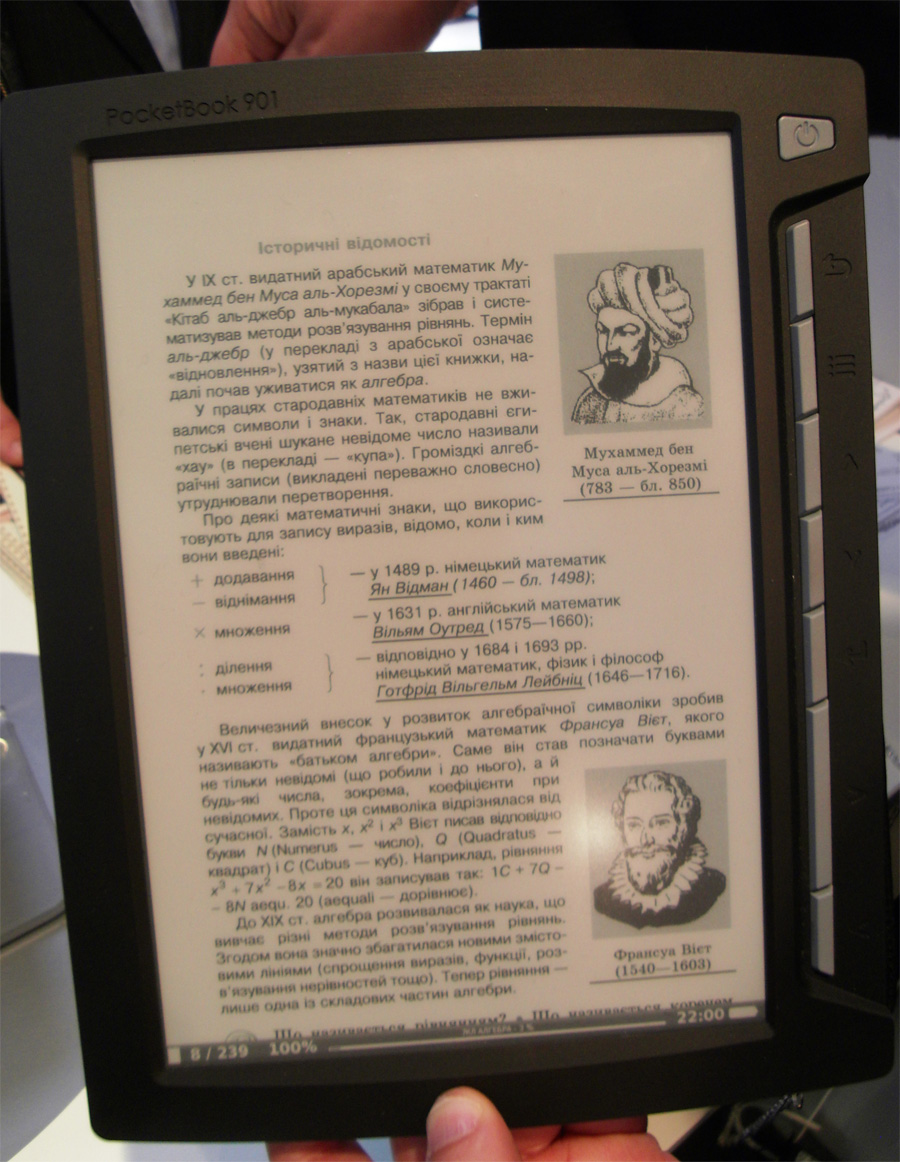 PocketBook 901
Історичні відомості
У IX ст. видатний арабський математик Му-
хаммед бен Муса аль-Хорезмі у своєму трактаті
«Кітаб аль-джебр аль-мукабала» зібрав і систе-
матизував методи розв'язування рівнянь. Термін
аль-джебр (у перекладі з арабської означає
«відновлення»), узятий з назви цієї книжки, на-
далі почав уживатися як алгебра.
У працях стародавніх математиків не вжи-
валися символи і знаки. Так, стародавні єги-
петські вчені шукане невідоме число називали
«хау» (в перекладі — «купа»). Громіздкі алгеб-
раїчні записи (викладені переважно словесно)
утруднювали перетворення.
Про деякі математичні знаки, що викорис-
товують для запису виразів, відомо, коли і ким
вони введені:
Мухаммед бен
Муса аль-Хорезмі
(783 — бл. 850)
+ додавання
— віднімання
— у 1489 р. німецький математик
Ян Відман (1460 — бл. 1498);
× множення
— у 1631 р. англійський математик
Вільям Оутред (1575—1660);
: ділення
· множення
— відповідно у 1684 і 1693 рр.
німецький математик, фізик і філософ
Готфрід Вільгельм Лейбніц (1646—1716).
Величезний внесок у розвиток алгебраїчної символіки зробив
у XVI ст. видатний французький математик Франсуа Вієт, якого
називають «батьком алгебри». Саме він став позначати буквами
не тільки невідомі (що робили і до нього), а й
будь-які числа, зокрема, коефіцієнти при
невідомих. Проте ця символіка відрізнялася від
сучасної. Замість x, x² і x³ Вієт писав відповідно
букви N (Numerus — число), Q (Quadratus —
квадрат) і C (Cubus — куб). Наприклад, рівняння
x³ + 7x² – 8x = 20 він записував так: 1C + 7Q –
– 8N aequ. 20 (aequali — дорівнює).
До XIX ст. алгебра розвивалася як наука, що
вивчає різні методи розв'язування рівнянь.
Згодом вона значно збагатилася новими змісто-
вими лініями (спрощення виразів, функції, роз-
в'язування нерівностей тощо). Тепер рівняння —
лише одна із складових частин алгебри.
Франсуа Вієт
(1540—1603)
Що називається рівнянням? • Що називається коренем
8 / 239 100% 22:00